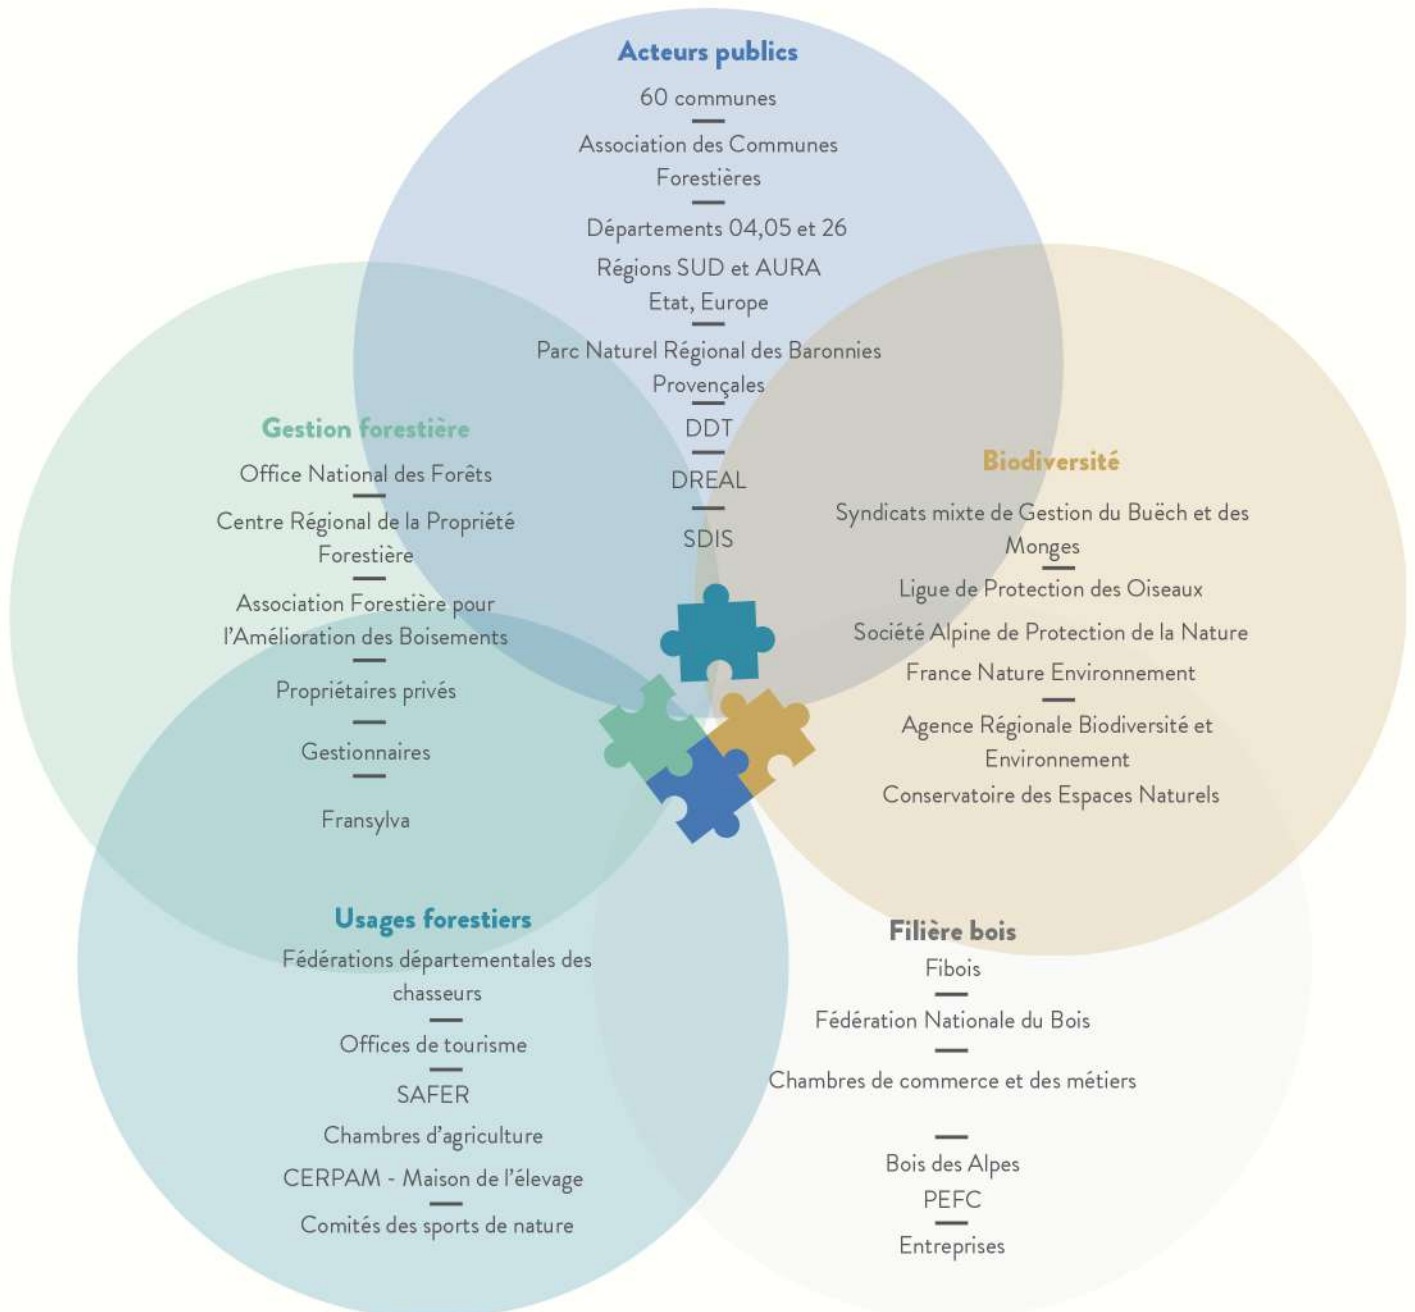 Acteurs publics
60 communes
Association des Communes
Forestières
Départements 04,05 et 26
Régions SUD et AURA
Etat, Europe
Parc Naturel Régional des Baronnies
Provençales
DDT
DREAL
SDIS
Gestion forestière
Office National des Forêts
Centre Régional de la Propriété
Forestière
Association Forestière pour
l'Amélioration des Boisements
Propriétaires privés
Gestionnaires
Fransylva
Biodiversité
Syndicats mixte de Gestion du Buëch et des
Monges
Ligue de Protection des Oiseaux
Société Alpine de Protection de la Nature
France Nature Environnement
Agence Régionale Biodiversité et
Environnement
Conservatoire des Espaces Naturels
Usages forestiers
Fédérations départementales des
chasseurs
Offices de tourisme
SAFER
Chambres d'agriculture
CERPAM - Maison de l'élevage
Comités des sports de nature
Filière bois
Fibois
Fédération Nationale du Bois
Chambres de commerce et des métiers
Bois des Alpes
PEFC
Entreprises